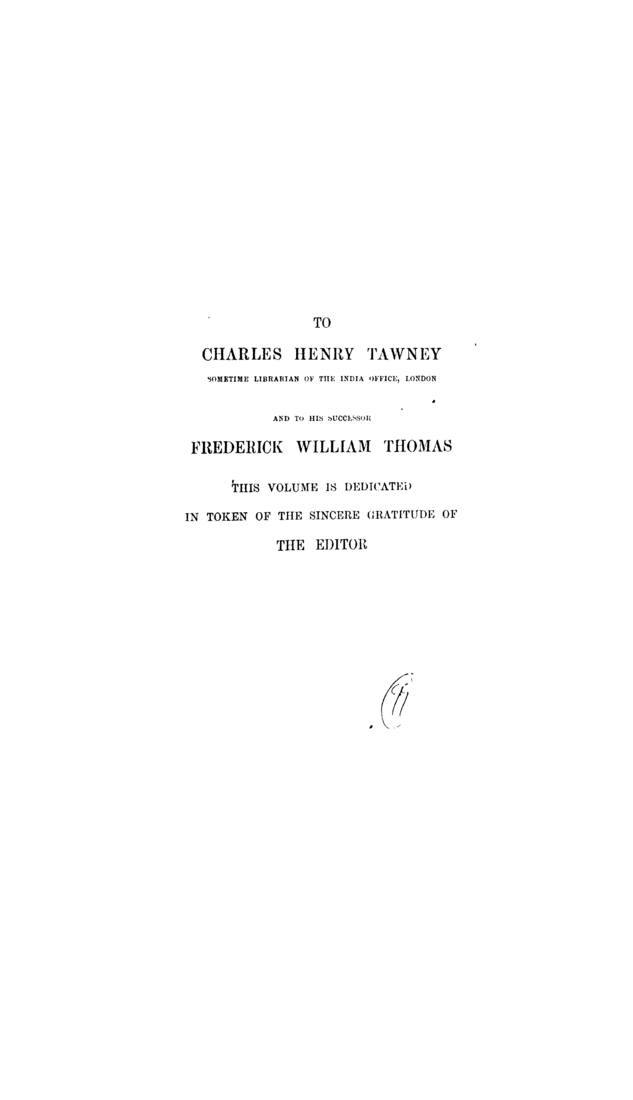 TO
CHARLES HENRY TAWNEY
SOMETIME LIBRARIAN OF THE INDIA OFFICE, LONDON
AND TO HIS SUCCESSOR
FREDERICK WILLIAM THOMAS
THIS VOLUME IS DEDICATED
IN TOKEN OF THE SINCERE GRATITUDE OF
THE EDITOR